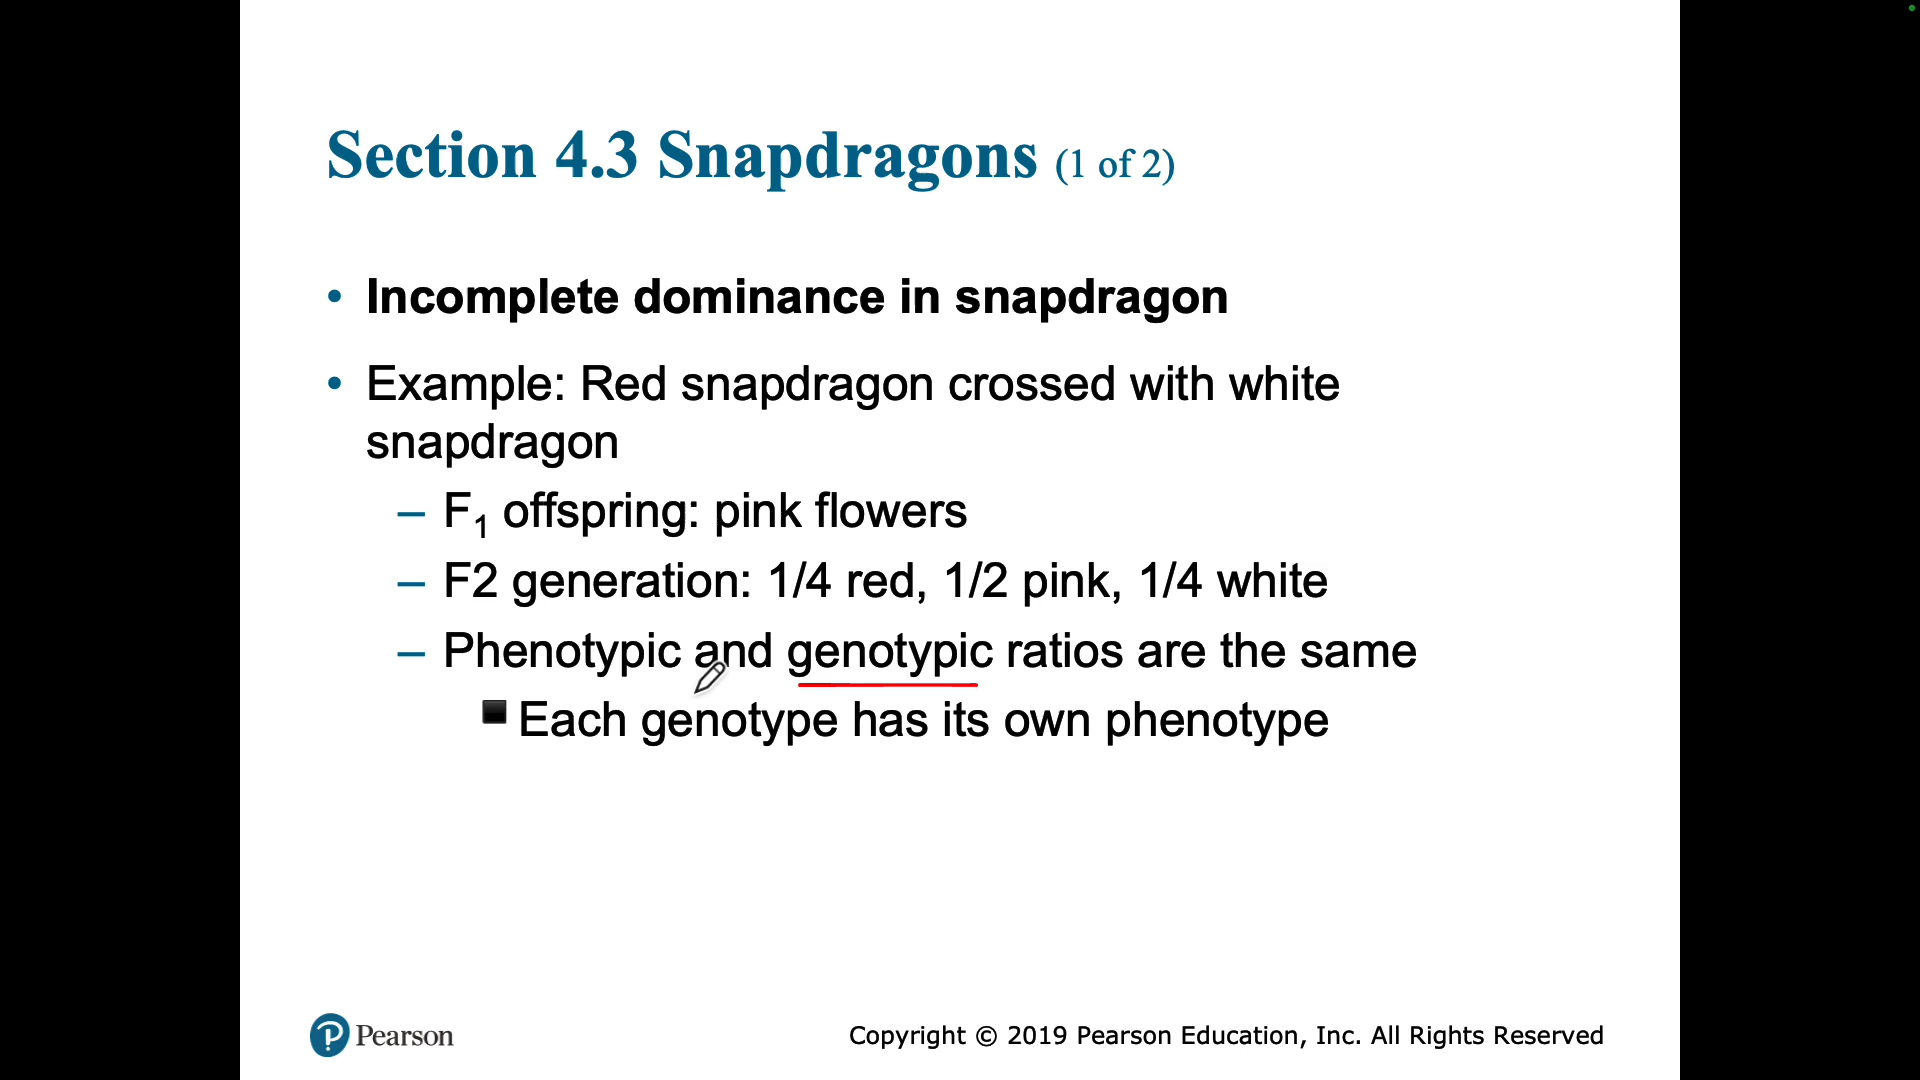 Section 4.3 Snapdragons (1 of 2)
• Incomplete dominance in snapdragon
• Example: Red snapdragon crossed with white
snapdragon
– F₁ offspring: pink flowers
– F2 generation: 1/4 red, 1/2 pink, 1/4 white
– Phenotypic and genotypic ratios are the same
■ Each genotype has its own phenotype
Pearson
Copyright © 2019 Pearson Education, Inc. All Rights Reserved